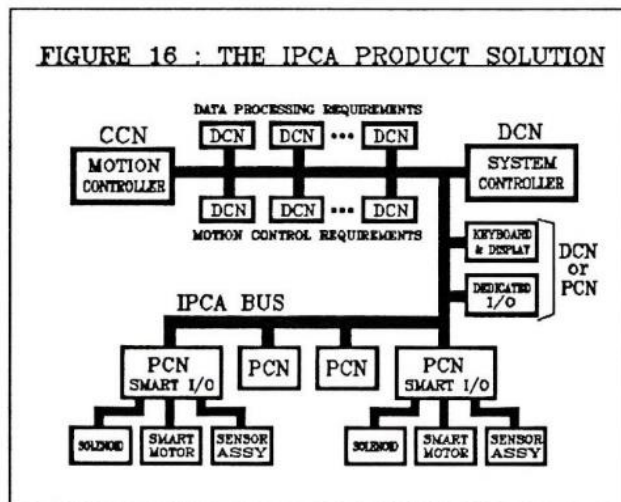 FIGURE 16 : THE IPCA PRODUCT SOLUTION
DATA PROCESSING REQUIREMENTS
CCN
DCN
DCN
DCN
•••
DCN
MOTION
CONTROLLER
SYSTEM
CONTROLLER
DCN
DCN
•••
DCN
MOTION CONTROL REQUIREMENTS
KEYBOARD
& DISPLAY
DEDICATED
I/O
DCN
or
PCN
IPCA BUS
PCN
SMART I/O
PCN
PCN
PCN
SMART I/O
SOLENOID
SMART
MOTOR
SENSOR
ASSY
SOLENOID
SMART
MOTOR
SENSOR
ASSY